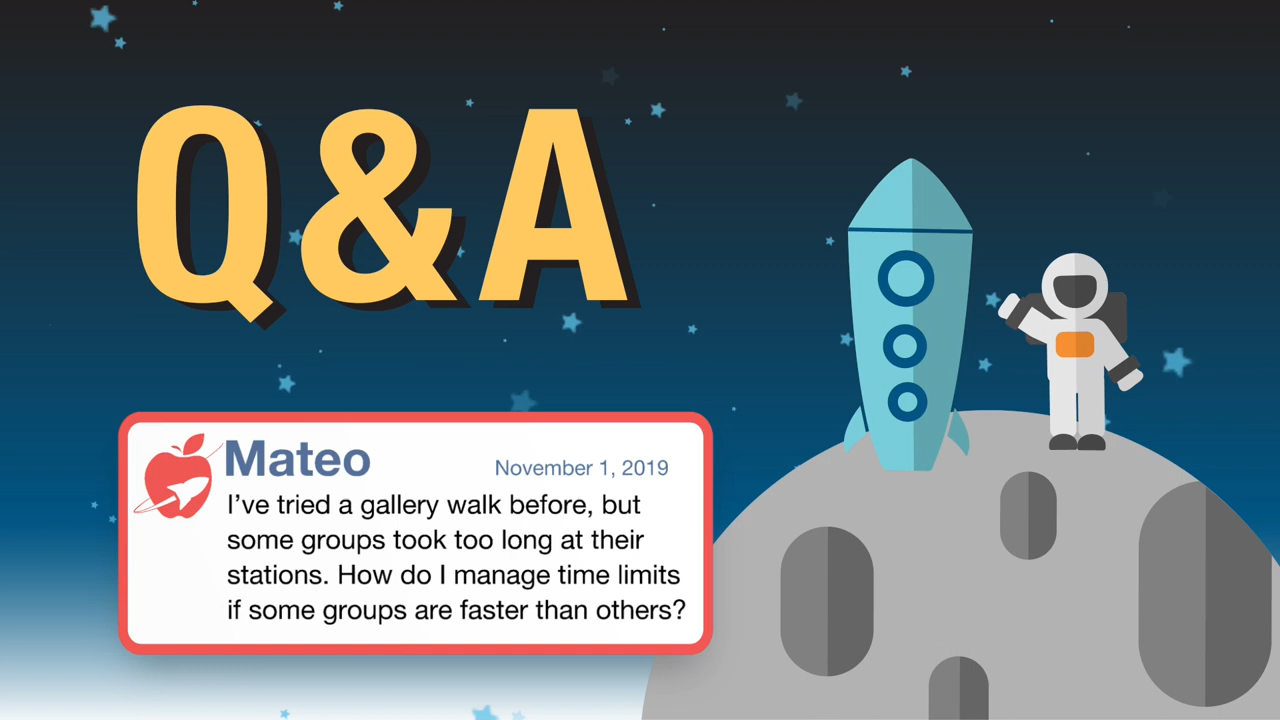 Q&A
Mateo
November 1, 2019
I’ve tried a gallery walk before, but
some groups took too long at their
stations. How do I manage time limits
if some groups are faster than others?